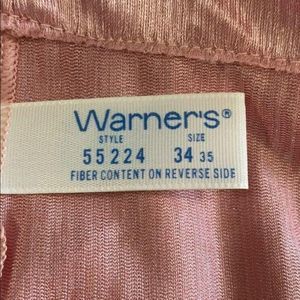 Warner's®
STYLE SIZE
55224 34 35
FIBER CONTENT ON REVERSE SIDE